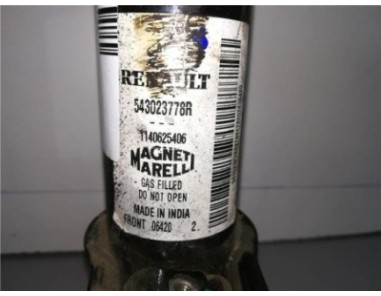 RENAULT
543023778R
---
1140625406
MAGNETI
MARELLI
GAS FILLED
DO NOT OPEN
MADE IN INDIA
FRONT 06420 2.